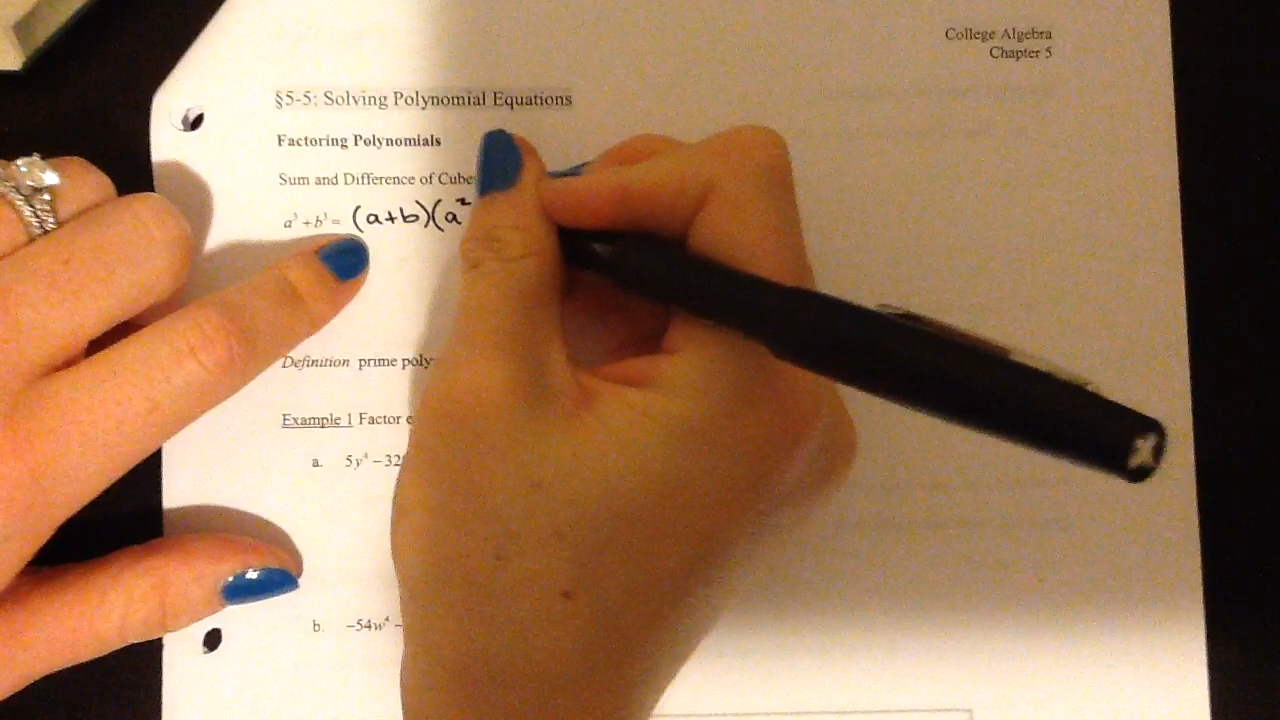 College Algebra
Chapter 5
§5-5: Solving Polynomial Equations
Factoring Polynomials
Sum and Difference of Cube
a³ + b³ = (a+b)(a²
Definition prime poly
Example 1 Factor e
a. 5y⁴ – 32
b. –54w⁴ –